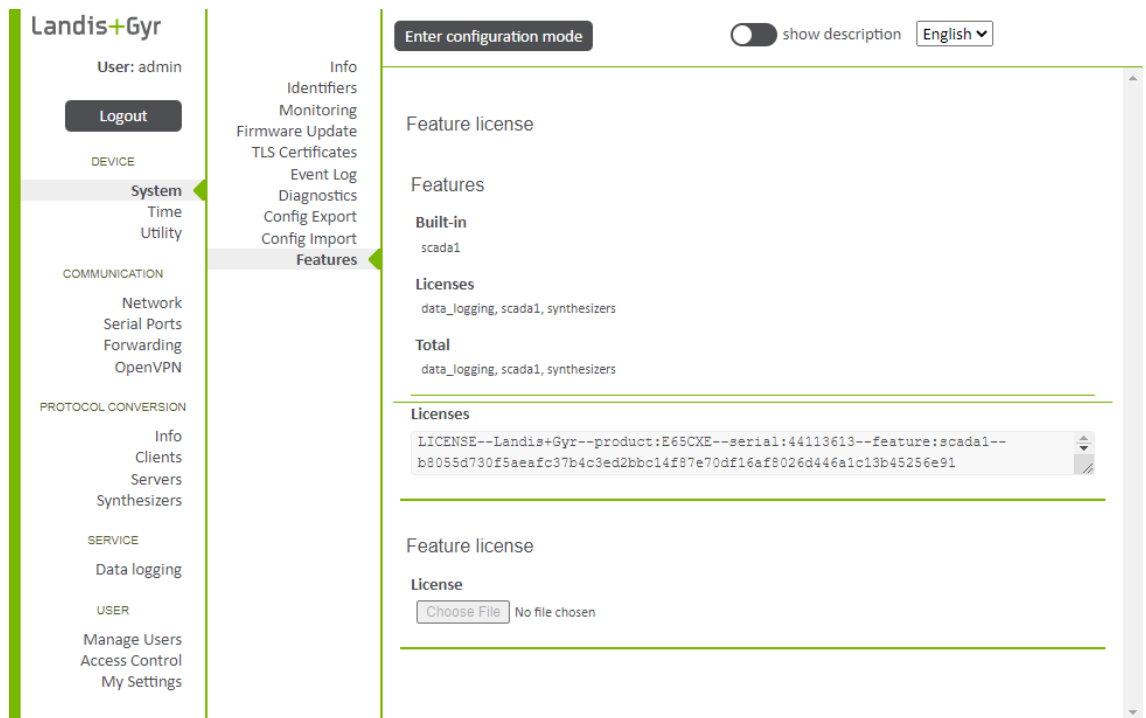 Landis+Gyr
User: admin
Logout
DEVICE
System
Time
Utility
COMMUNICATION
Network
Serial Ports
Forwarding
OpenVPN
PROTOCOL CONVERSION
Info
Clients
Servers
Synthesizers
SERVICE
Data logging
USER
Manage Users
Access Control
My Settings
Info
Identifiers
Monitoring
Firmware Update
TLS Certificates
Event Log
Diagnostics
Config Export
Config Import
Features
Enter configuration mode
show description
English
Feature license
Features
Built-in
scada1
Licenses
data_logging, scada1, synthesizers
Total
data_logging, scada1, synthesizers
Licenses
LICENSE--Landis+Gyr--product:E65CXE--serial:44113613--feature:scada1--
b8055d730f5aeafc37b4c3ed2bbc14f87e70df16af8026d446a1c13b45256e91
Feature license
License
Choose File No file chosen